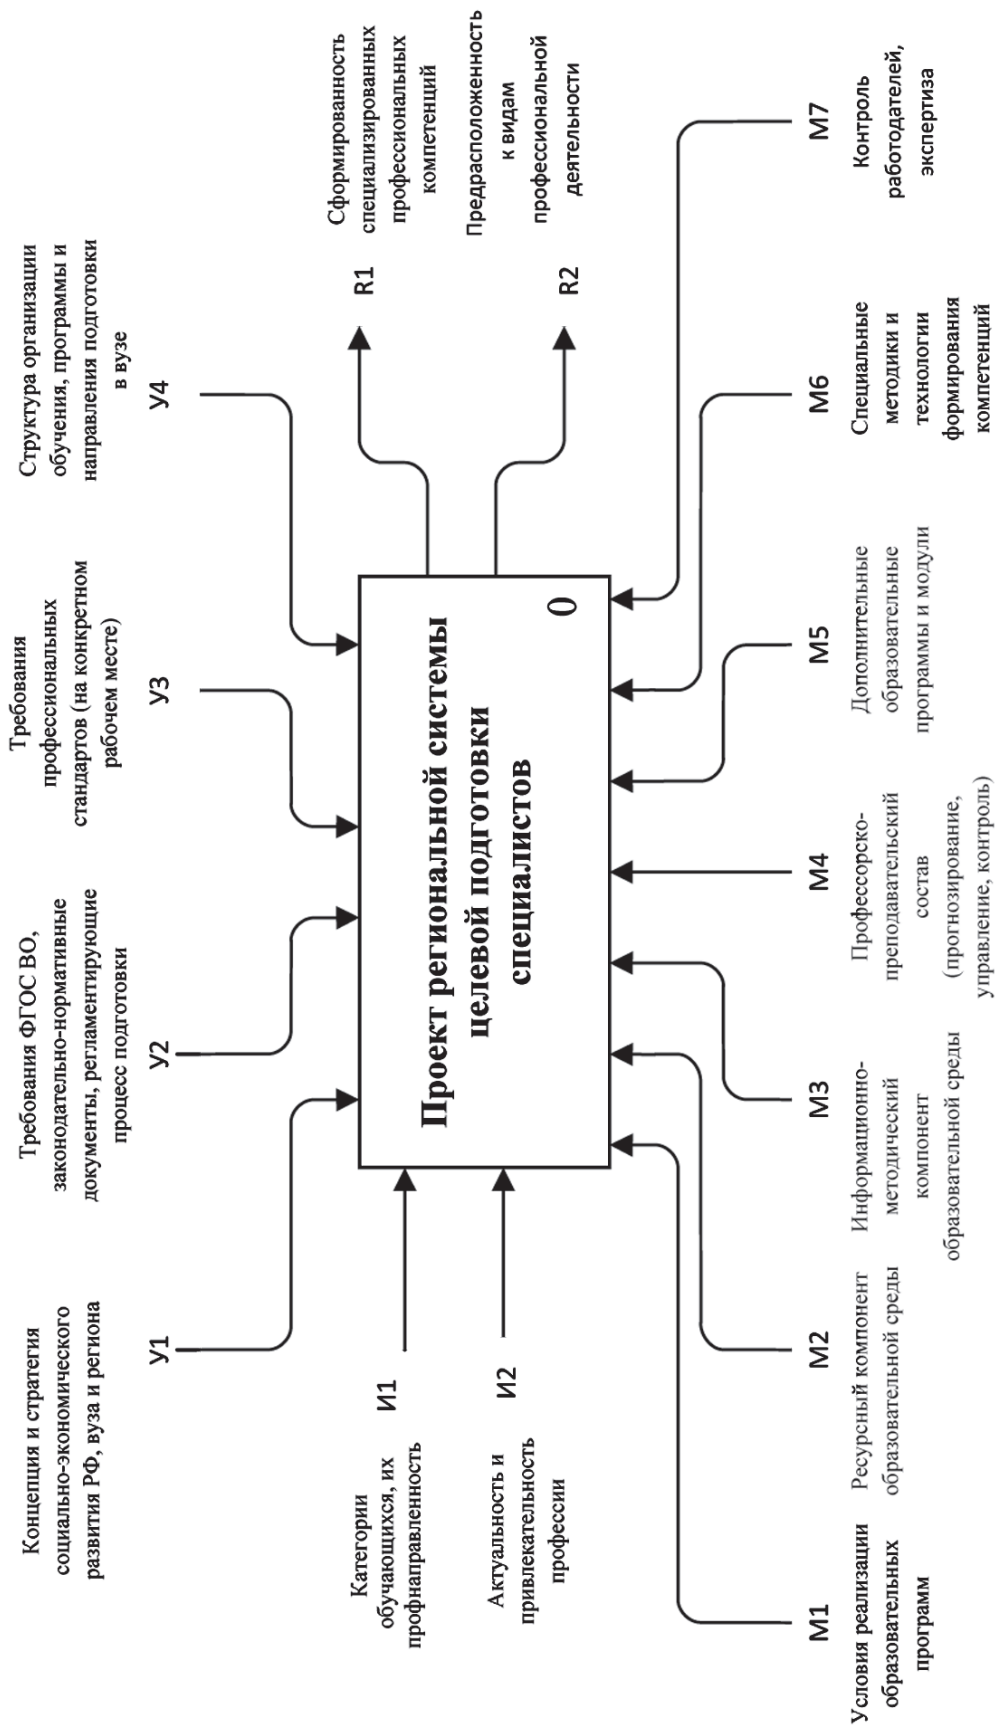 Концепция и стратегия
социально-экономического
развития РФ, вуза и региона
У1
Требования ФГОС ВО,
законодательно-нормативные
документы, регламентирующие
процесс подготовки
У2
Требования
профессиональных
стандартов (на конкретном
рабочем месте)
У3
Структура организации
обучения, программы и
направления подготовки
в вузе
У4
И1
Категории
обучающихся, их
профнаправленность
И2
Актуальность и
привлекательность
профессии
Проект региональной системы
целевой подготовки
специалистов
0
R1
Сформированность
специализированных
профессиональных
компетенций
R2
Предрасположенность
к видам
профессиональной
деятельности
М1
Условия реализации
образовательных
программ
М2
Ресурсный компонент
образовательной среды
М3
Информационно-
методический
компонент
образовательной среды
М4
Профессорско-
преподавательский
состав
(прогнозирование,
управление, контроль)
М5
Дополнительные
образовательные
программы и модули
М6
Специальные
методики и
технологии
формирования
компетенций
М7
Контроль
работодателей,
экспертиза